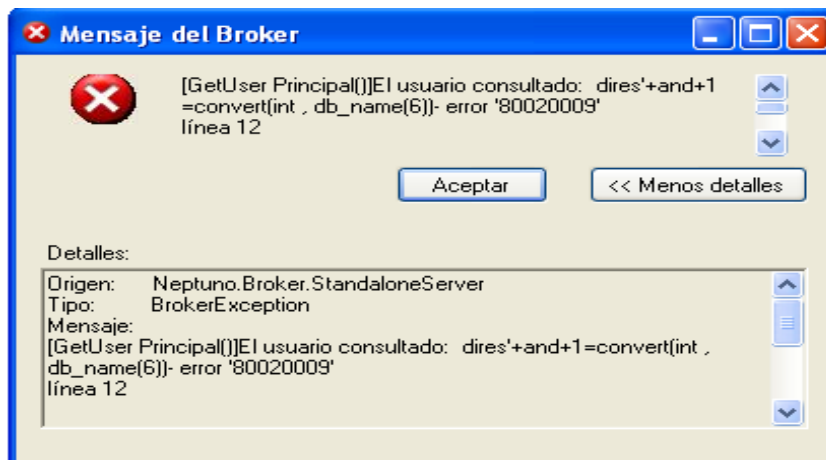 Mensaje del Broker
[GetUser Principal()]El usuario consultado:  dires'+and+1
=convert(int , db_name(6))- error '80020009'
línea 12
Aceptar
<< Menos detalles
Detalles:
Origen: Neptuno.Broker.StandaloneServer
Tipo: BrokerException
Mensaje:
[GetUser Principal()]El usuario consultado:  dires'+and+1=convert(int ,
db_name(6))- error '80020009'
línea 12